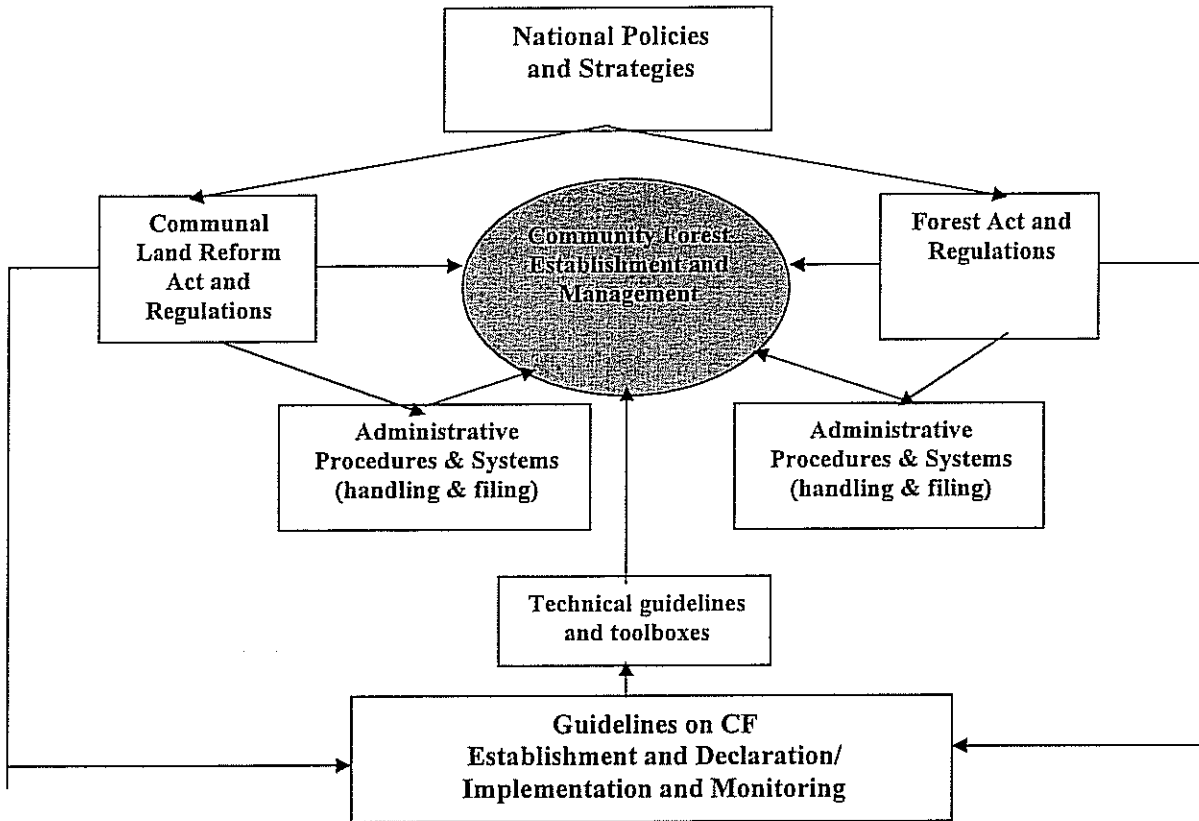 National Policies
and Strategies
Communal
Land Reform
Act and
Regulations
Community Forest
Establishment and
Management
Forest Act and
Regulations
Administrative
Procedures & Systems
(handling & filing)
Administrative
Procedures & Systems
(handling & filing)
Technical guidelines
and toolboxes
Guidelines on CF
Establishment and Declaration/
Implementation and Monitoring